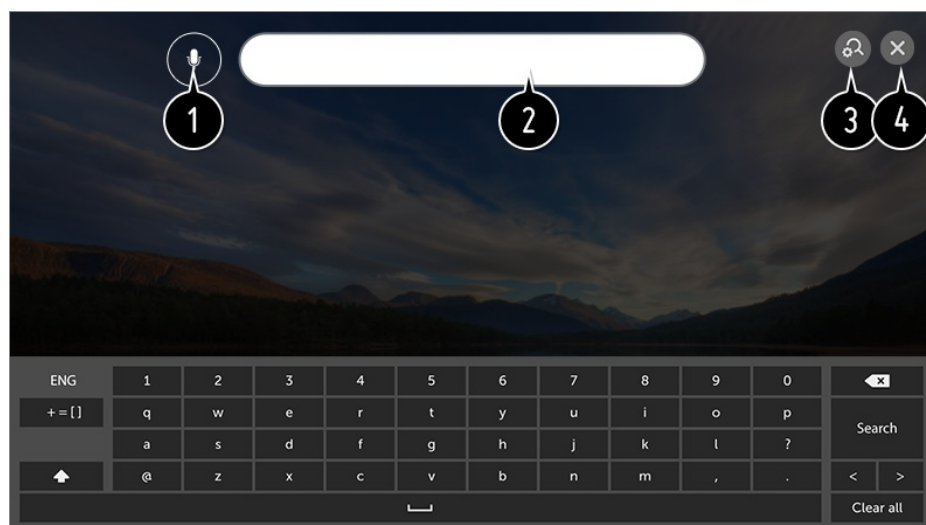 1 2 3 4
ENG 1 2 3 4 5 6 7 8 9 0
+ = [ ] q w e r t y u i o p
Search
a s d f g h j k l ?
@ z x c v b n m , . < >
Clear all